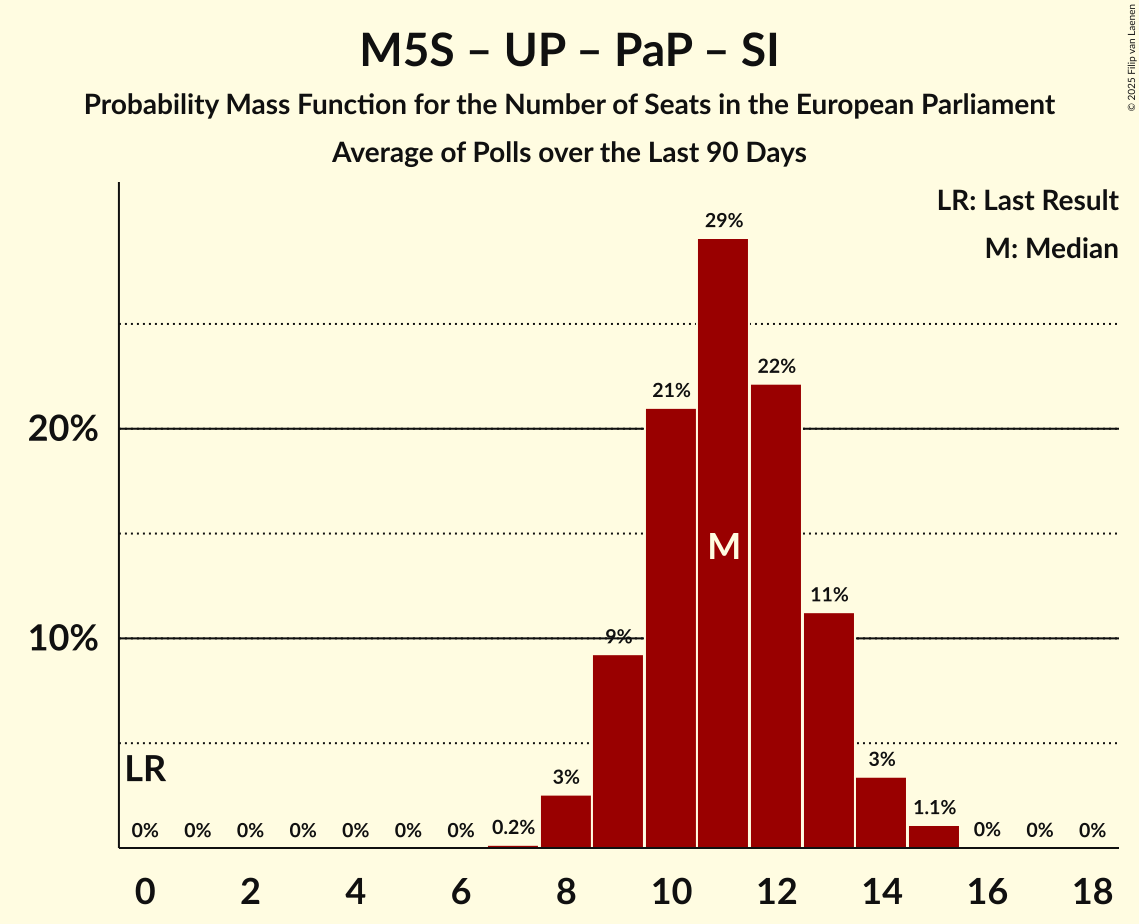 M5S – UP – PaP – SI
Probability Mass Function for the Number of Seats in the European Parliament
Average of Polls over the Last 90 Days
© 2025 Filip van Laenen
LR: Last Result
M: Median
29%
22%
21%
20%
M
11%
10%
9%
LR
3%
3%
1.1%
0% 0% 0% 0% 0% 0% 0% 0.2% 0% 0% 0%
0 2 4 6 8 10 12 14 16 18